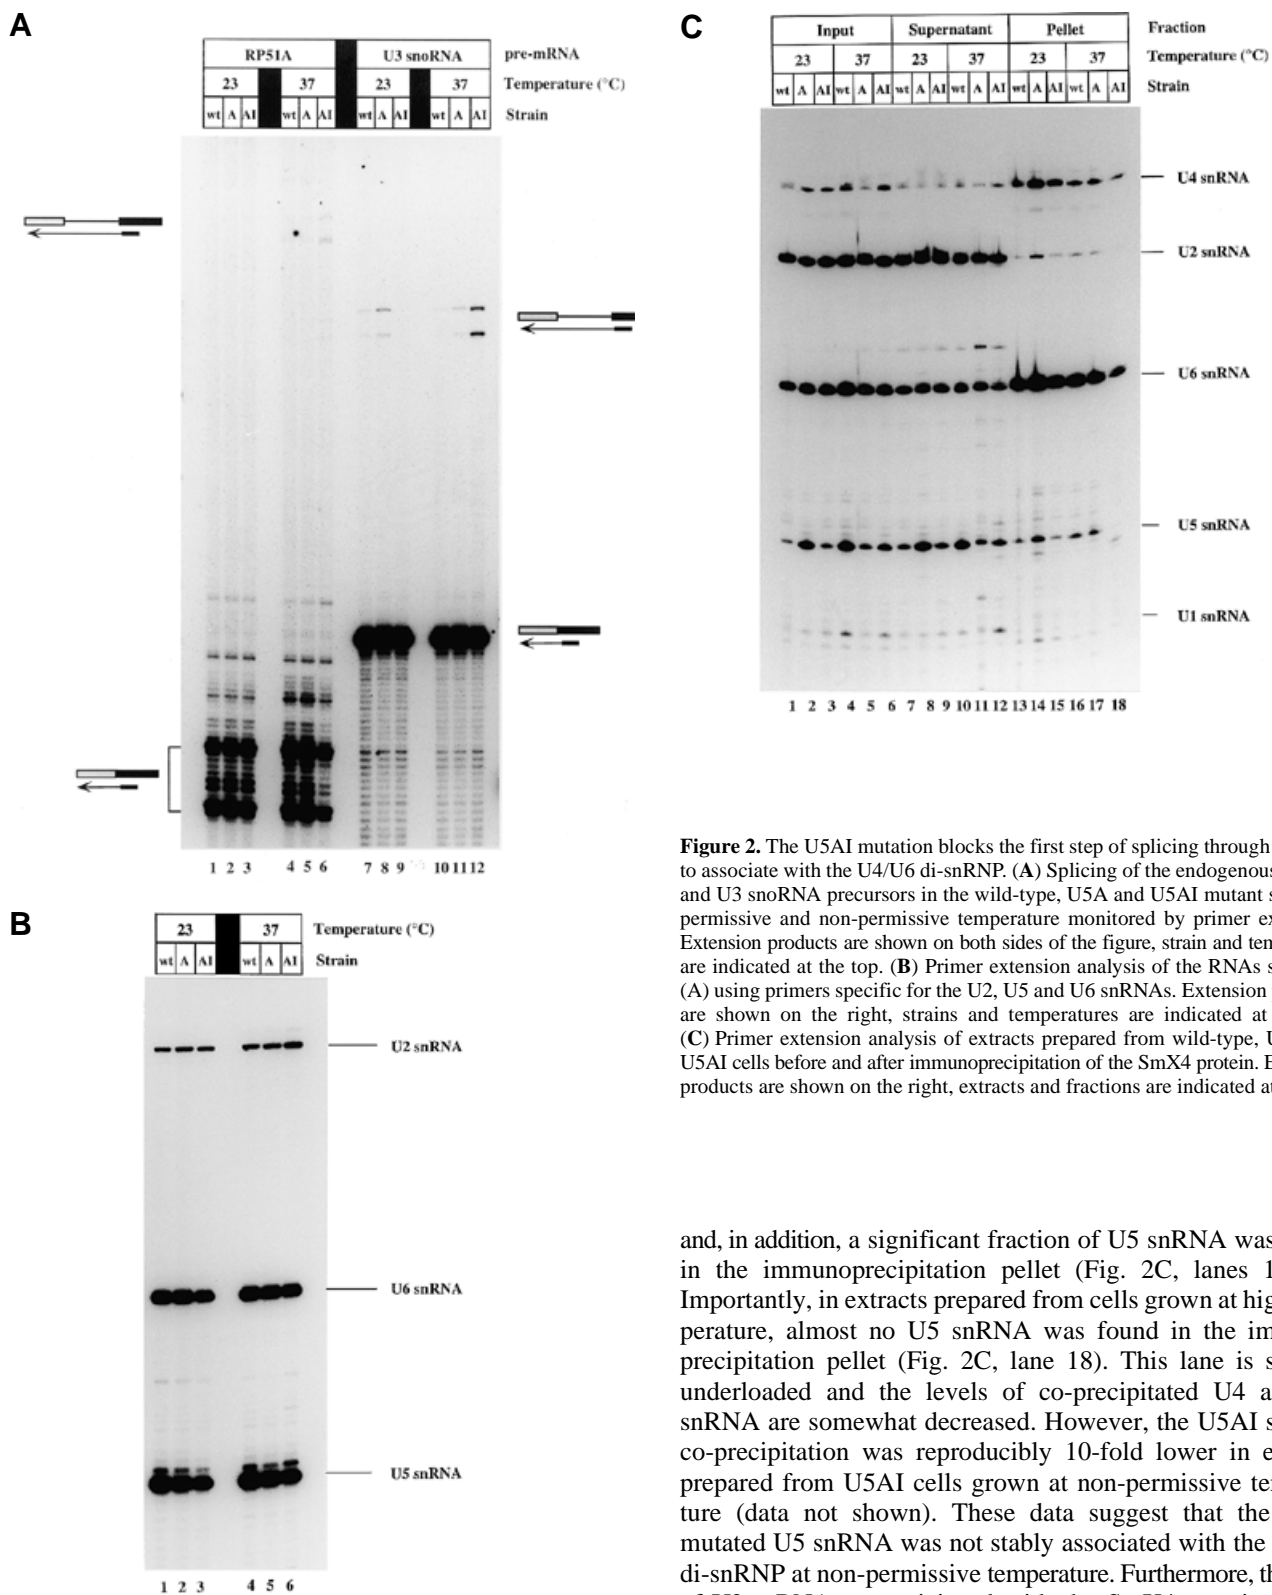 A
RP51A U3 snoRNA pre-mRNA
23 37 23 37 Temperature (°C)
wt A AI wt A AI wt A AI wt A AI Strain
1 2 3 4 5 6 7 8 9 10 11 12
B
23 37 Temperature (°C)
wt A AI wt A AI Strain
U2 snRNA
U6 snRNA
U5 snRNA
1 2 3 4 5 6
C
Input Supernatant Pellet Fraction
23 37 23 37 23 37 Temperature (°C)
wt A AI wt A AI wt A AI wt A AI wt A AI wt A AI Strain
U4 snRNA
U2 snRNA
U6 snRNA
U5 snRNA
U1 snRNA
1 2 3 4 5 6 7 8 9 10 11 12 13 14 15 16 17 18
Figure 2. The U5AI mutation blocks the first step of splicing through
to associate with the U4/U6 di-snRNP. (A) Splicing of the endogenous
and U3 snoRNA precursors in the wild-type, U5A and U5AI mutant s
permissive and non-permissive temperature monitored by primer ex
Extension products are shown on both sides of the figure, strain and ten
are indicated at the top. (B) Primer extension analysis of the RNAs s
(A) using primers specific for the U2, U5 and U6 snRNAs. Extension
are shown on the right, strains and temperatures are indicated at
(C) Primer extension analysis of extracts prepared from wild-type, U
U5AI cells before and after immunoprecipitation of the SmX4 protein. E
products are shown on the right, extracts and fractions are indicated at
and, in addition, a significant fraction of U5 snRNA was
in the immunoprecipitation pellet (Fig. 2C, lanes 1
Importantly, in extracts prepared from cells grown at hig
perature, almost no U5 snRNA was found in the im
precipitation pellet (Fig. 2C, lane 18). This lane is s
underloaded and the levels of co-precipitated U4 a
snRNA are somewhat decreased. However, the U5AI s
co-precipitation was reproducibly 10-fold lower in e
prepared from U5AI cells grown at non-permissive ten
ture (data not shown). These data suggest that the
mutated U5 snRNA was not stably associated with the
di-snRNP at non-permissive temperature. Furthermore, th